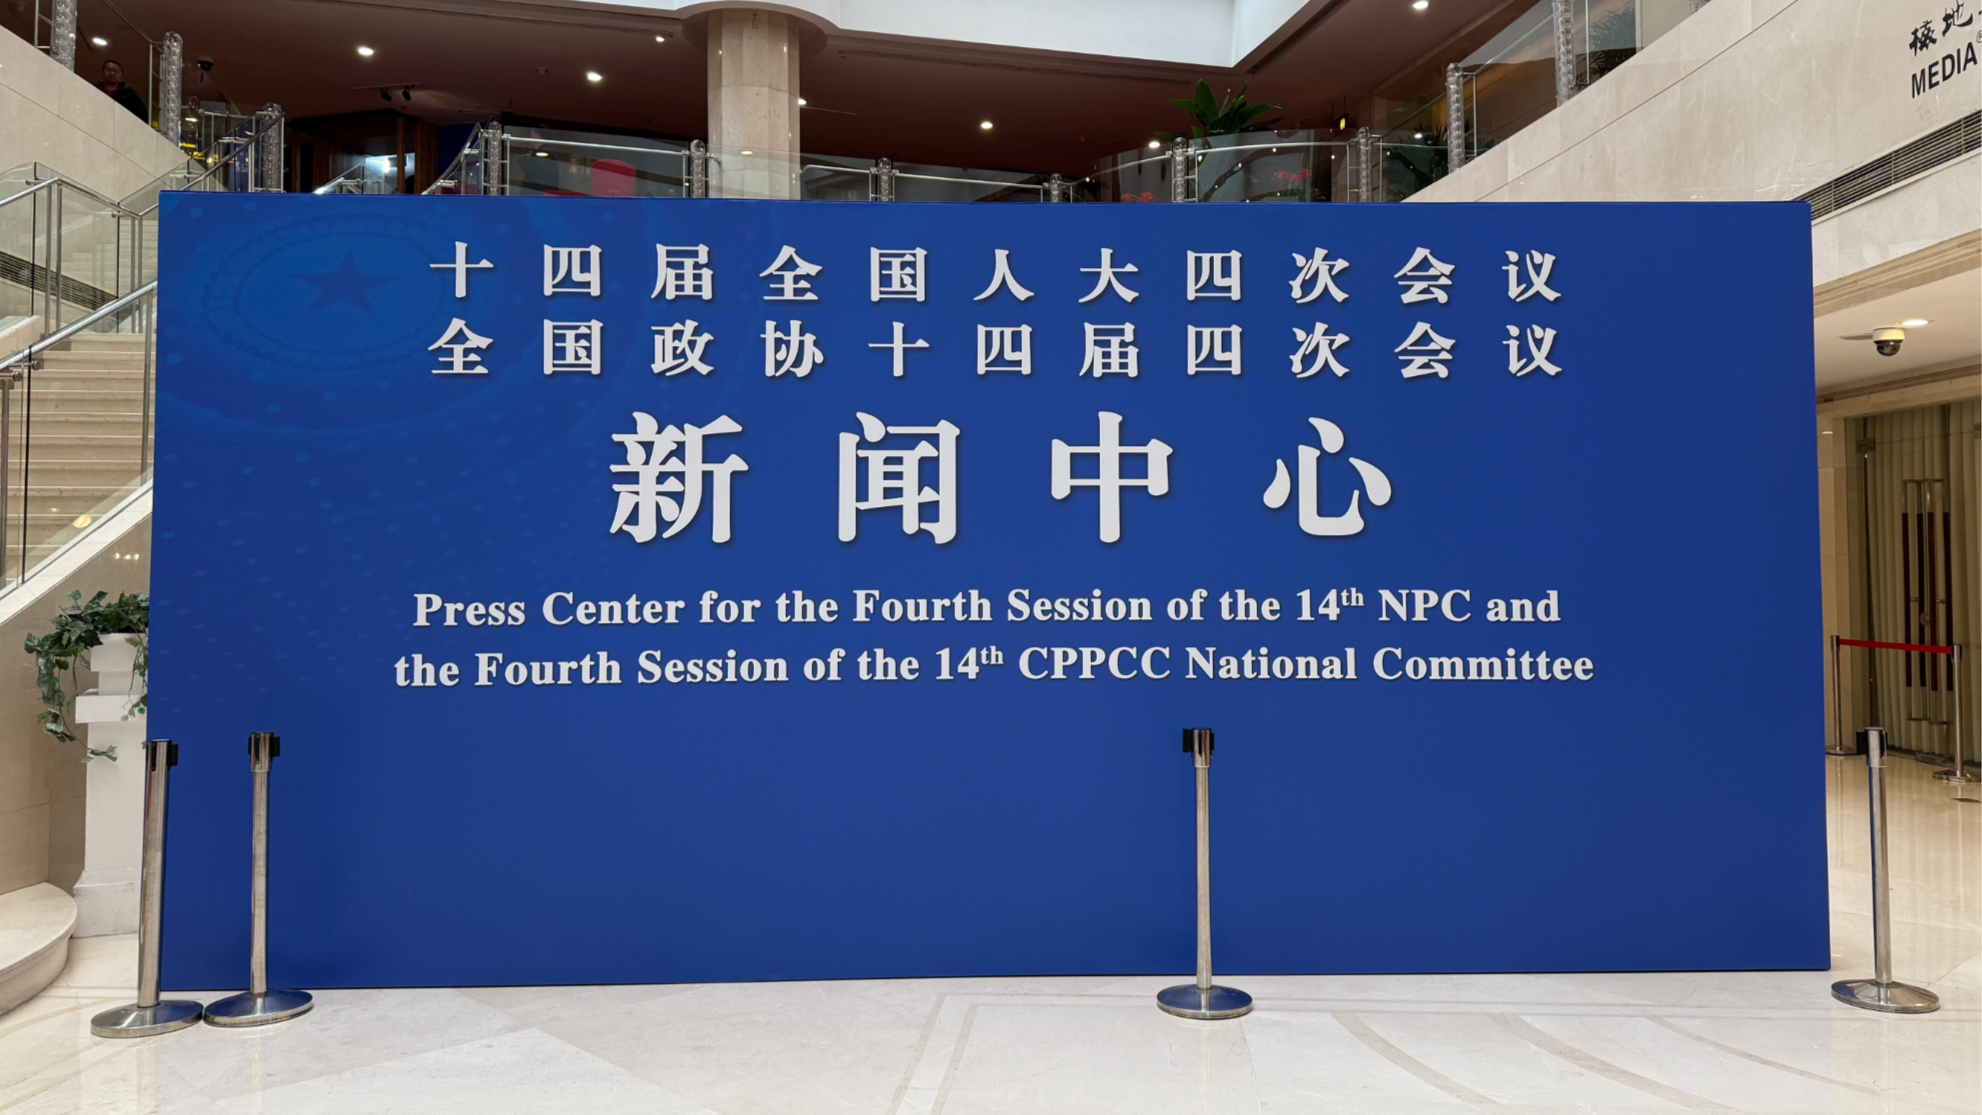 十四届全国人大四次会议
全国政协十四届四次会议
新闻中心
Press Center for the Fourth Session of the 14th NPC and
the Fourth Session of the 14th CPPCC National Committee
MEDIA